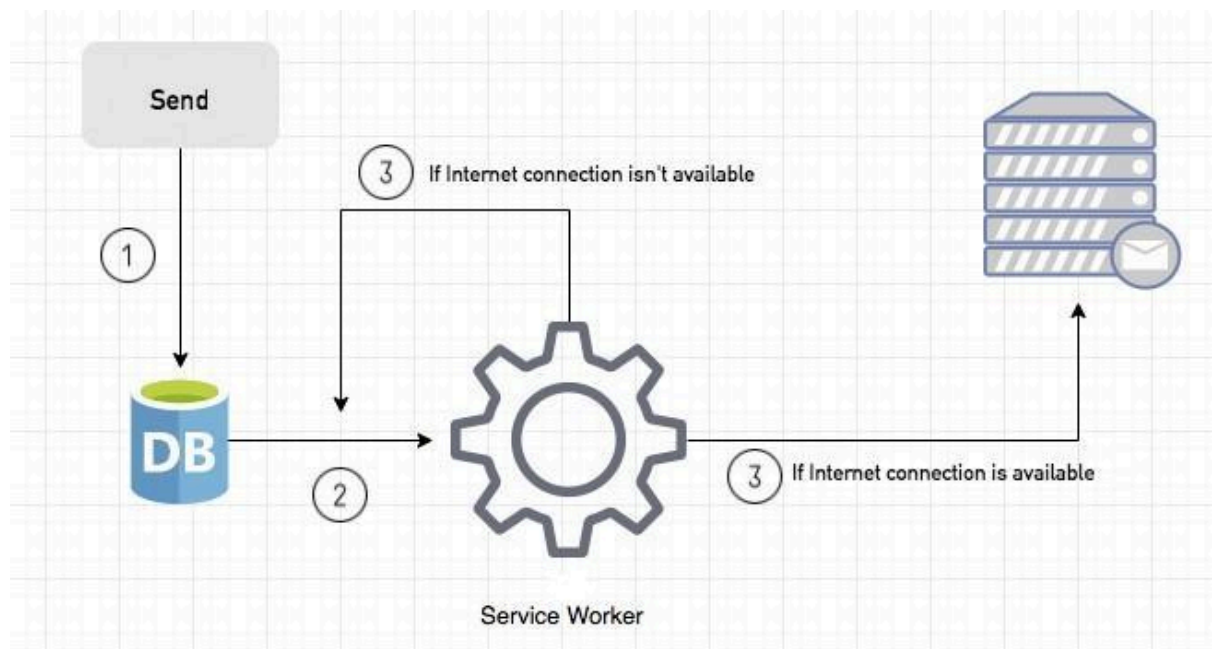 Send
3 If Internet connection isn't available
1
DB
2
3 If Internet connection is available
Service Worker